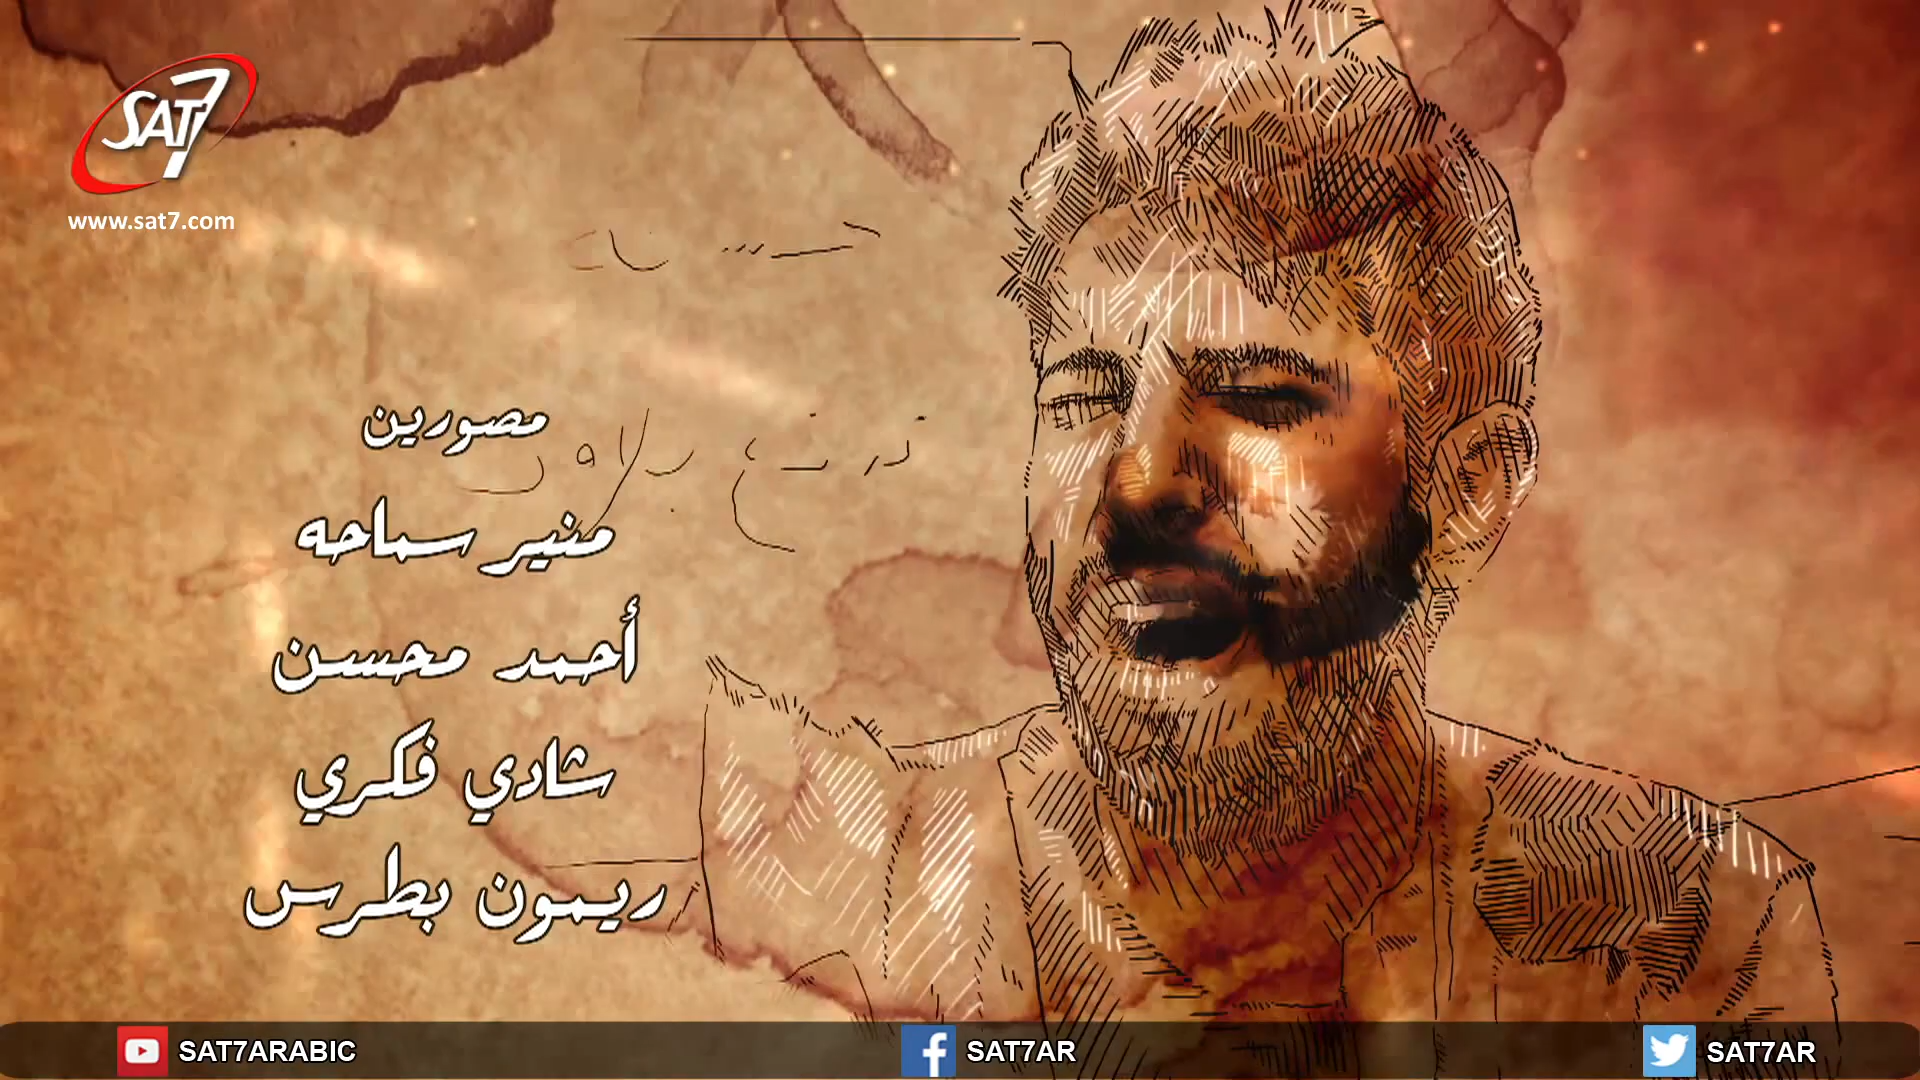 SAT7
www.sat7.com
مصورين
منير سماحه
أحمد محسن
شادي فكري
ريمون بطرس
SAT7ARABIC
SAT7AR
SAT7AR